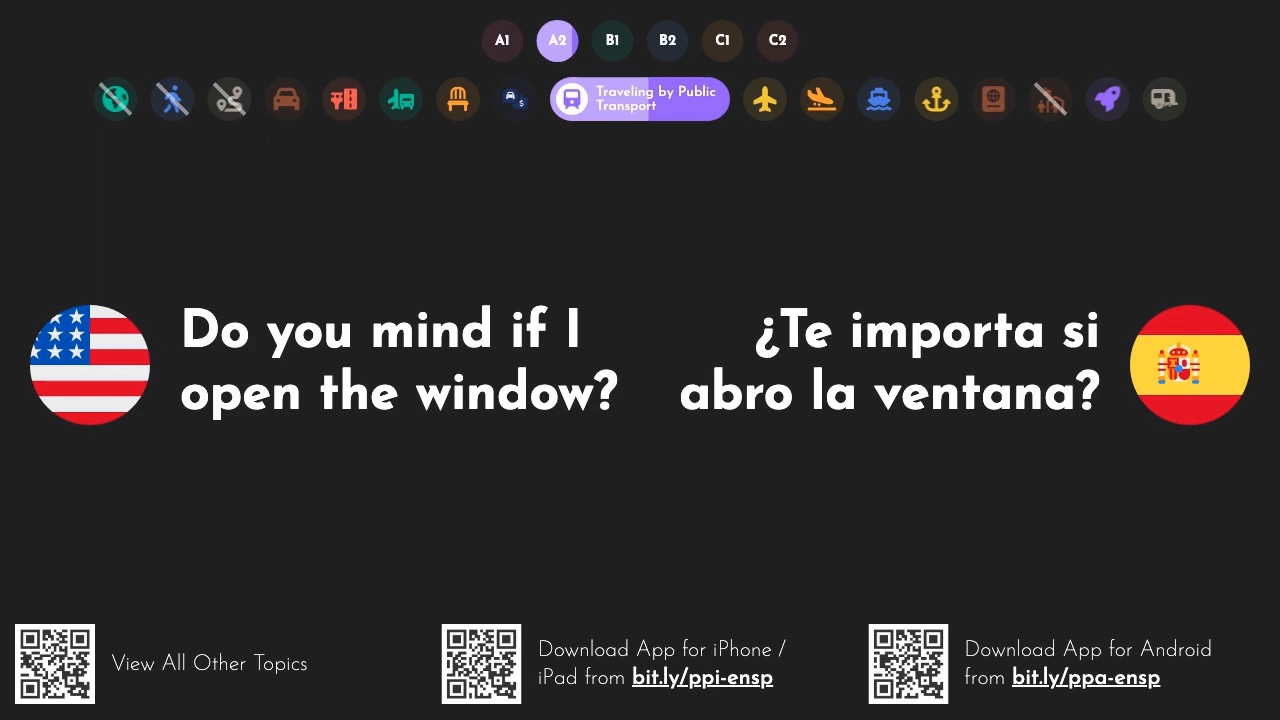 A1 A2 B1 B2 C1 C2
Traveling by Public
Transport
Do you mind if I
open the window?
¿Te importa si
abro la ventana?
View All Other Topics
Download App for iPhone /
iPad from bit.ly/ppi-ensp
Download App for Android
from bit.ly/ppa-ensp